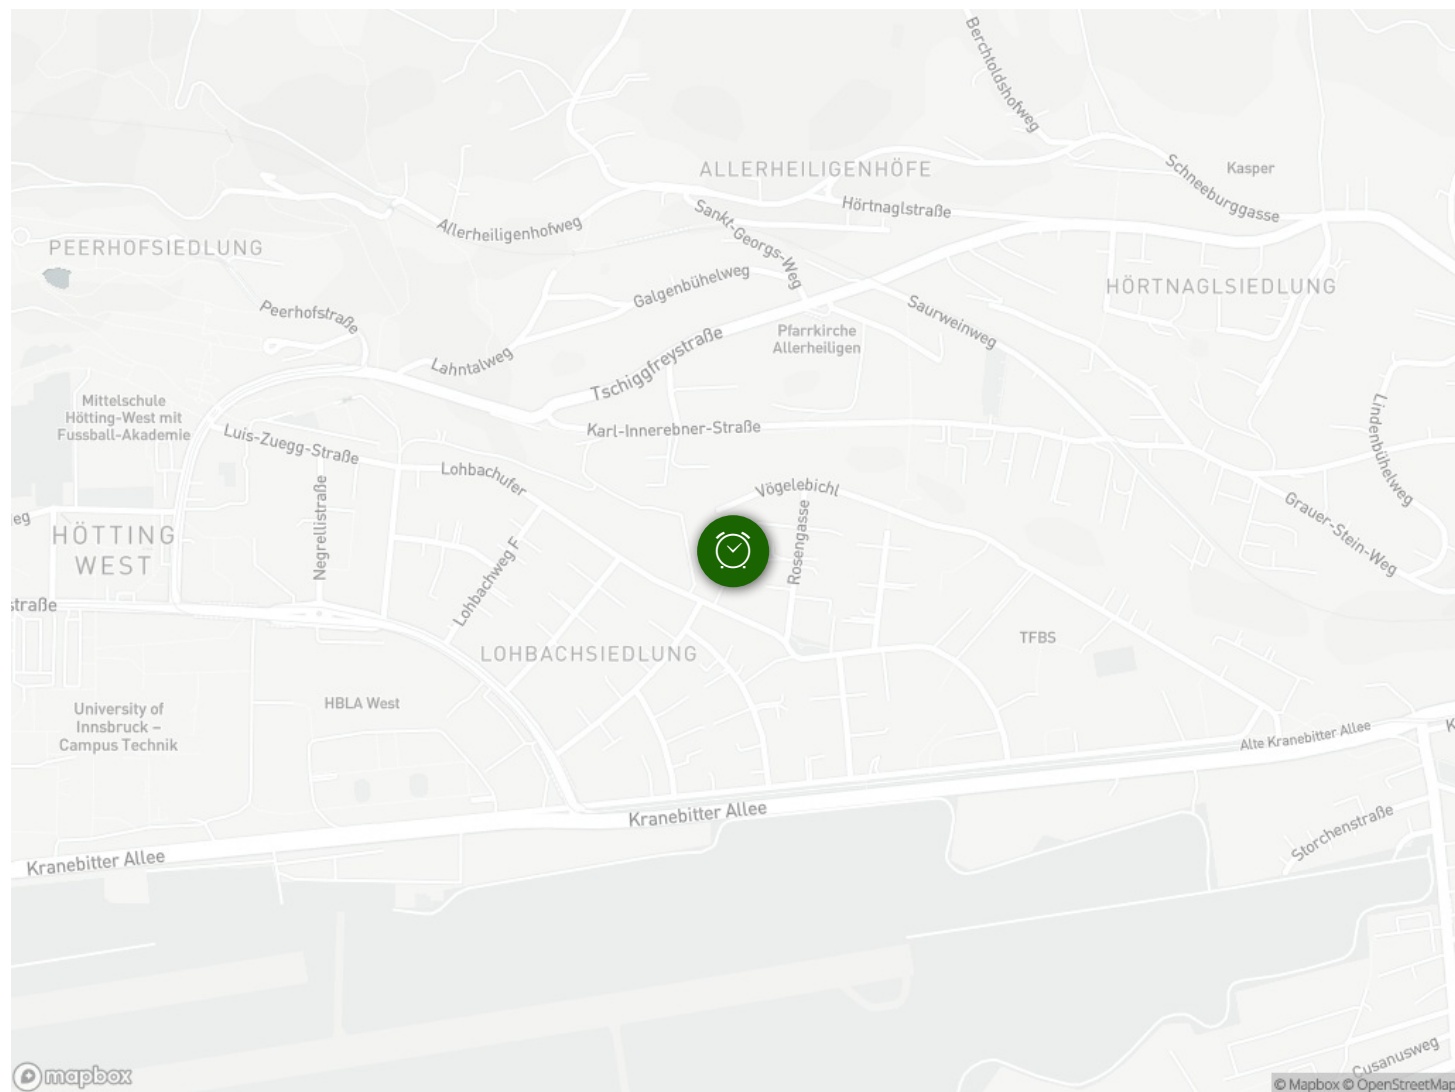 Berchtoldshofweg
ALLERHEILIGENHÖFE
Kasper
Schneeburggasse
Hörtnaglstraße
Sankt-Georgs-Weg
Allerheiligenhofweg
PEERHOFSIEDLUNG
Galgenbühelweg
HÖRTNAGLSIEDLUNG
Peerhofstraße
Saurweinweg
Pfarrkirche
Allerheiligen
Tschiggfreystraße
Lahntalweg
Mittelschule
Hötting-West mit
Fussball-Akademie
Lindenbühelweg
Karl-Innerebner-Straße
Luis-Zuegg-Straße
Lohbachufer
Vögelebichl
Negrellistraße
eg
HÖTTING
WEST
Rosengasse
Grauer-Stein-Weg
Lohbachweg F
straße
TFBS
LOHBACHSIEDLUNG
HBLA West
University of
Innsbruck –
Campus Technik
Alte Kranebitter Allee
K
Kranebitter Allee
Storchenstraße
Kranebitter Allee
Cusanusweg
mapbox
© Mapbox © OpenStreetMap